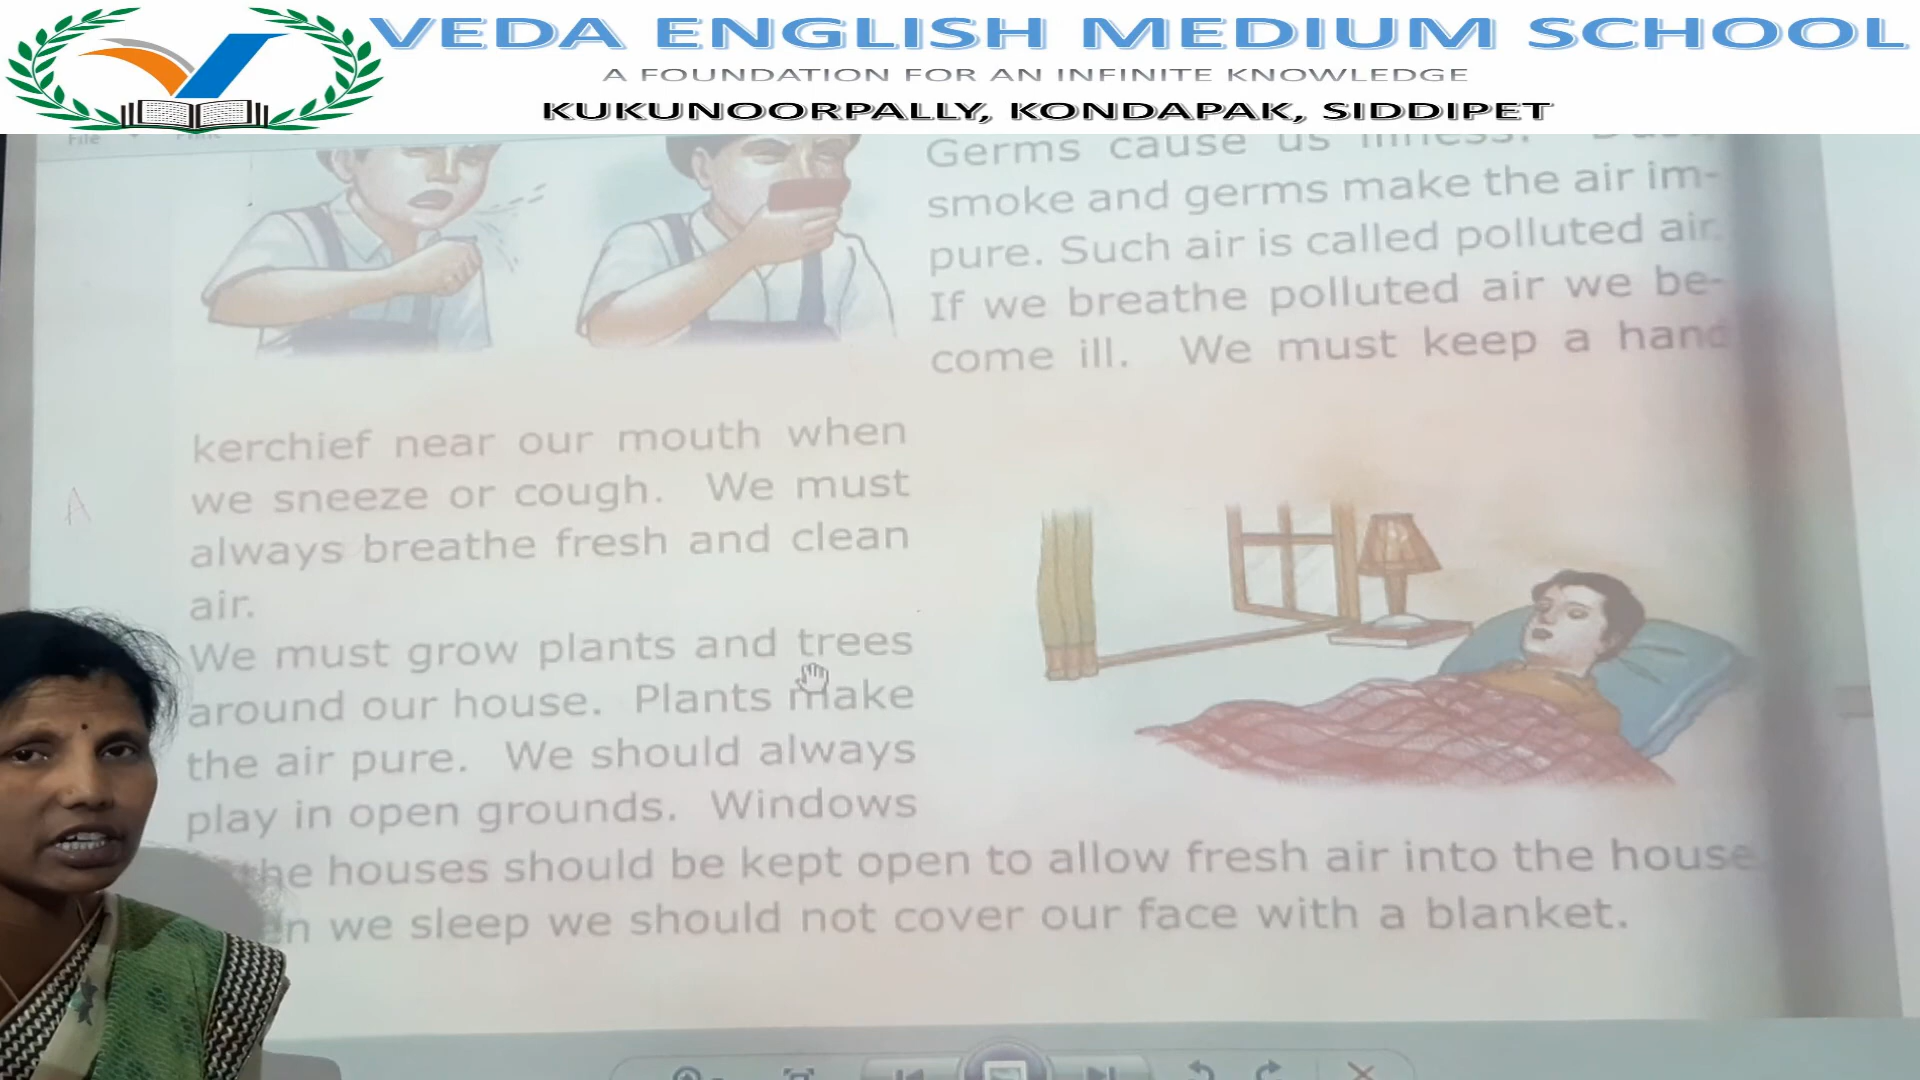 VEDA ENGLISH MEDIUM SCHOOL
A FOUNDATION FOR AN INFINITE KNOWLEDGE
KUKUNOORPALLY, KONDAPAK, SIDDIPET
File
Germs cause us illness.
smoke and germs make the air im-
pure. Such air is called polluted air.
If we breathe polluted air we be-
come ill. We must keep a hand
kerchief near our mouth when
we sneeze or cough. We must
always breathe fresh and clean
air.
A
We must grow plants and trees
around our house. Plants make
the air pure. We should always
play in open grounds. Windows
the houses should be kept open to allow fresh air into the house
we sleep we should not cover our face with a blanket.